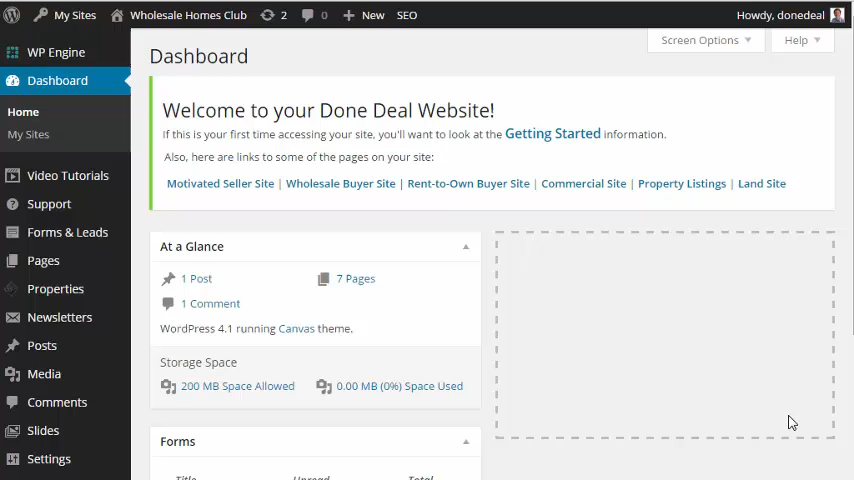 My Sites Wholesale Homes Club 2 0 New SEO Howdy, donedeal
Screen Options Help
WP Engine
Dashboard
Home
My Sites
Video Tutorials
Support
Forms & Leads
Pages
Properties
Newsletters
Posts
Media
Comments
Slides
Settings
Dashboard
Welcome to your Done Deal Website!
If this is your first time accessing your site, you'll want to look at the Getting Started information.
Also, here are links to some of the pages on your site:
Motivated Seller Site | Wholesale Buyer Site | Rent-to-Own Buyer Site | Commercial Site | Property Listings | Land Site
At a Glance
1 Post 7 Pages
1 Comment
WordPress 4.1 running Canvas theme.
Storage Space
200 MB Space Allowed 0.00 MB (0%) Space Used
Forms
Title Unread Total